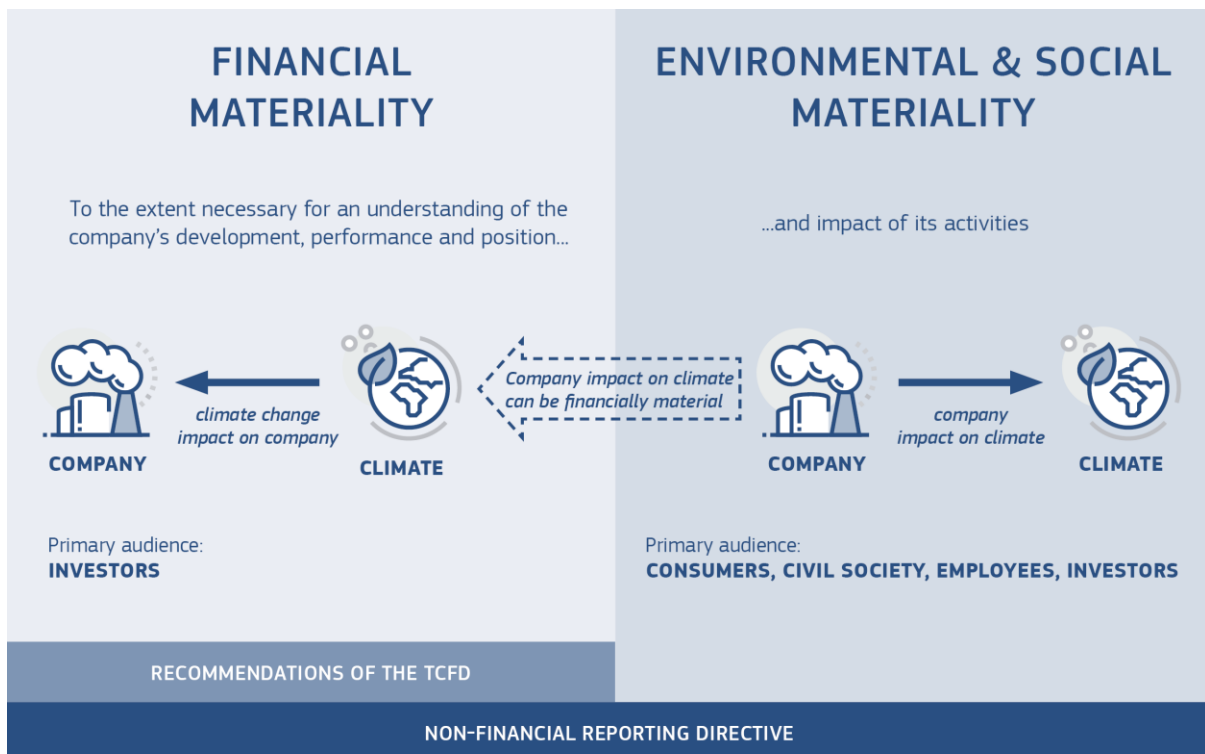 FINANCIAL
MATERIALITY
To the extent necessary for an understanding of the
company's development, performance and position...
climate change
impact on company
COMPANY
CLIMATE
Primary audience:
INVESTORS
RECOMMENDATIONS OF THE TCFD
Company impact on climate
can be financially material
ENVIRONMENTAL & SOCIAL
MATERIALITY
...and impact of its activities
company
impact on climate
COMPANY
CLIMATE
Primary audience:
CONSUMERS, CIVIL SOCIETY, EMPLOYEES, INVESTORS
NON-FINANCIAL REPORTING DIRECTIVE